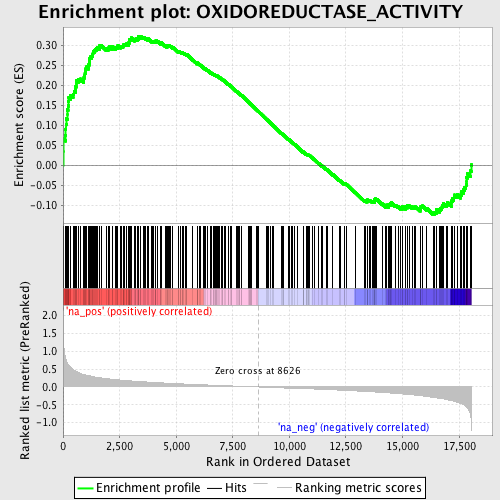 Enrichment plot: OXIDOREDUCTASE_ACTIVITY
Enrichment score (ES)
0.30
0.25
0.20
0.15
0.10
0.05
0.00
-0.05
-0.10
'na_pos' (positively correlated)
Ranked list metric (PreRanked)
2.0
1.5
1.0
0.5
0.0
-0.5
-1.0
Zero cross at 8626
'na_neg' (negatively correlated)
0
2,500
5,000
7,500
10,000
12,500
15,000
17,500
Rank in Ordered Dataset
Enrichment profile
Hits
Ranking metric scores